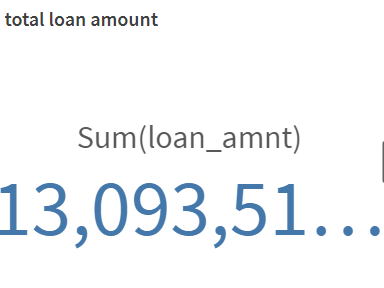 total loan amount
Sum(loan_amnt)
13,093,51...